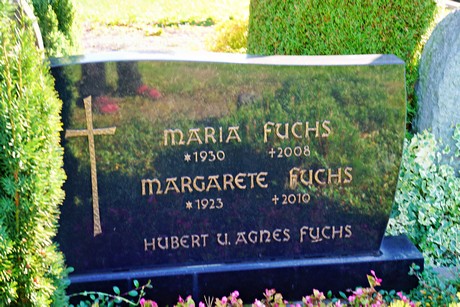 MARIA FUCHS
*1930 +2008
MARGARETE FUCHS
*1923 +2010
HUBERT U. AGNES FUCHS